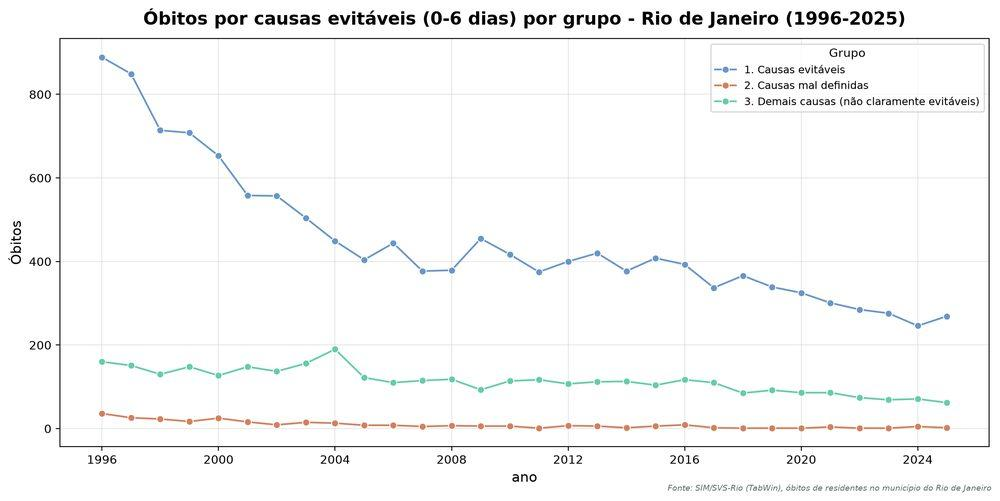 Óbitos por causas evitáveis (0-6 dias) por grupo - Rio de Janeiro (1996-2025)
Grupo
1. Causas evitáveis
2. Causas mal definidas
3. Demais causas (não claramente evitáveis)
Óbitos
800
600
400
200
0
1996
2000
2004
2008
2012
2016
2020
2024
ano
Fonte: SIM/SVS-Rio (TabWin), óbitos de residentes no município do Rio de Janeiro